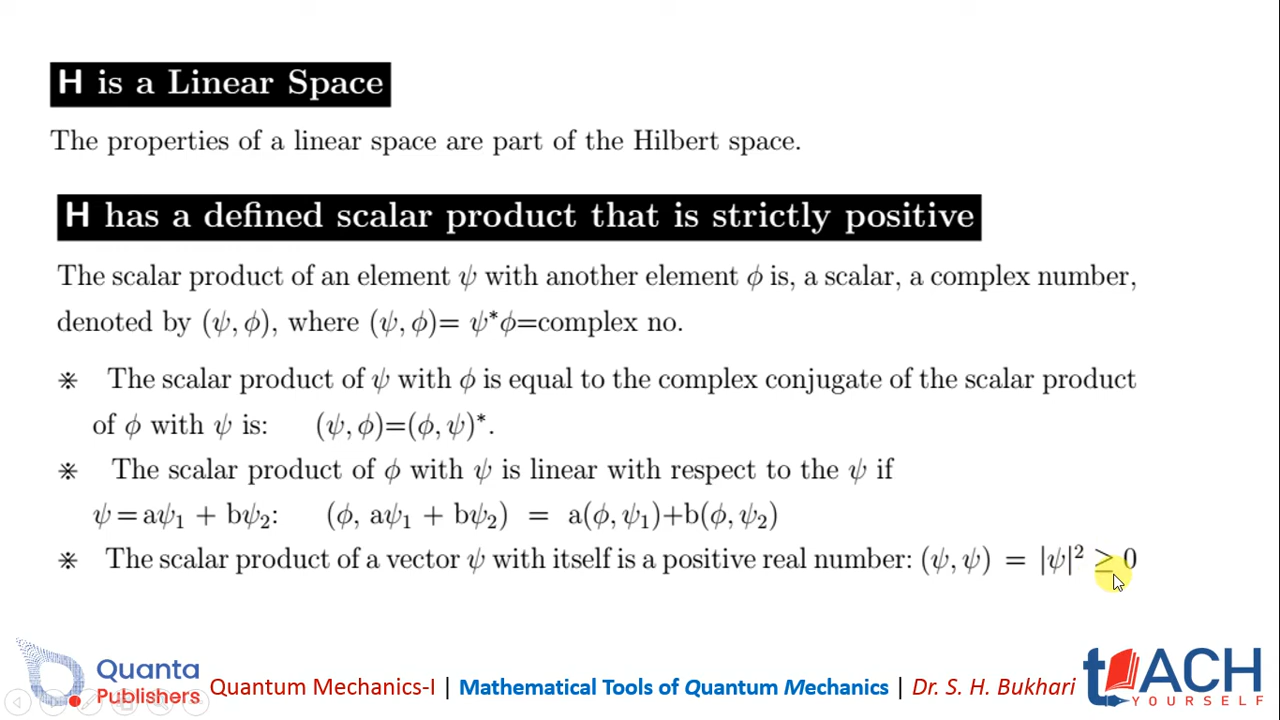 H is a Linear Space
The properties of a linear space are part of the Hilbert space.
H has a defined scalar product that is strictly positive
The scalar product of an element ψ with another element ϕ is, a scalar, a complex number,
denoted by (ψ, ϕ), where (ψ, ϕ)= ψ*ϕ=complex no.
⁕ The scalar product of ψ with ϕ is equal to the complex conjugate of the scalar product
of ϕ with ψ is: (ψ, ϕ)=(ϕ, ψ)*.
⁕ The scalar product of ϕ with ψ is linear with respect to the ψ if
ψ=aψ₁ + bψ₂: (ϕ, aψ₁ + bψ₂) = a(ϕ, ψ₁)+b(ϕ, ψ₂)
⁕ The scalar product of a vector ψ with itself is a positive real number: (ψ, ψ) = |ψ|² ≥ 0
Quanta
Publishers
Quantum Mechanics-I | Mathematical Tools of Quantum Mechanics | Dr. S. H. Bukhari
tEACH
YOURSELF